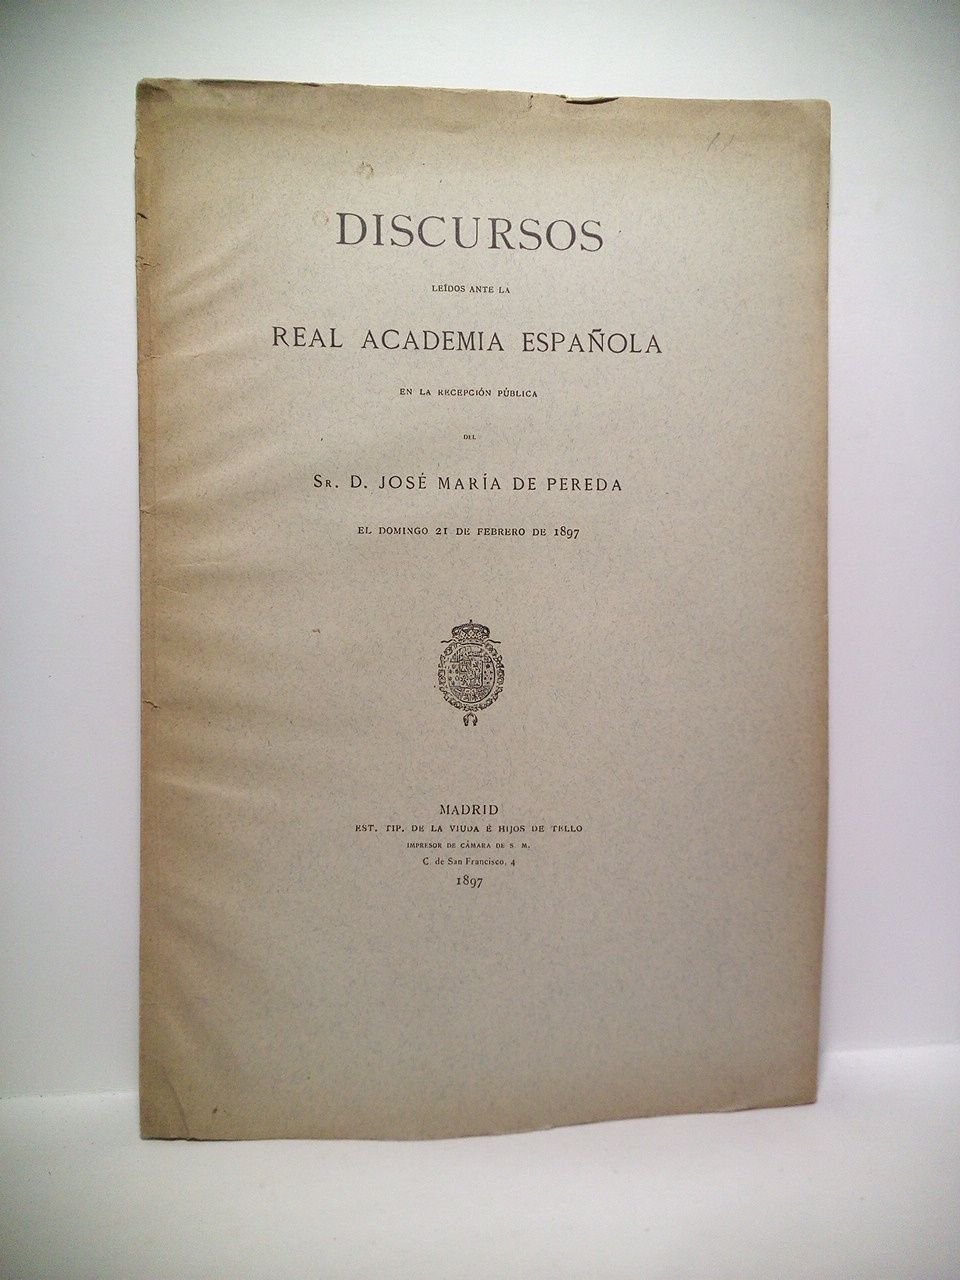 DISCURSOS
LEÍDOS ANTE LA
REAL ACADEMIA ESPAÑOLA
EN LA RECEPCIÓN PÚBLICA
DEL
SR. D. JOSÉ MARÍA DE PEREDA
EL DOMINGO 21 DE FEBRERO DE 1897
MADRID
EST. TIP. DE LA VIUDA É HIJOS DE TELLO
IMPRESOR DE CÁMARA DE S. M.
C. de San Francisco, 4
1897